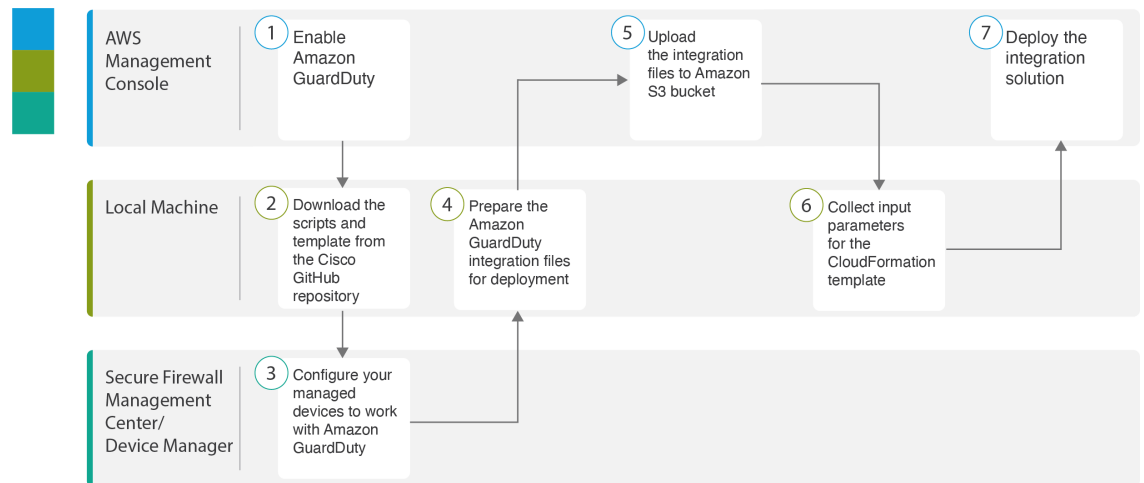 AWS
Management
Console
1
Enable
Amazon
GuardDuty
5
Upload
the integration
files to Amazon
S3 bucket
7
Deploy the
integration
solution
Local Machine
2
Download the
scripts and
template from
the Cisco
GitHub
repository
4
Prepare the
Amazon
GuardDuty
integration files
for deployment
6
Collect input
parameters
for the
CloudFormation
template
Secure Firewall
Management
Center/
Device Manager
3
Configure your
managed
devices to work
with Amazon
GuardDuty